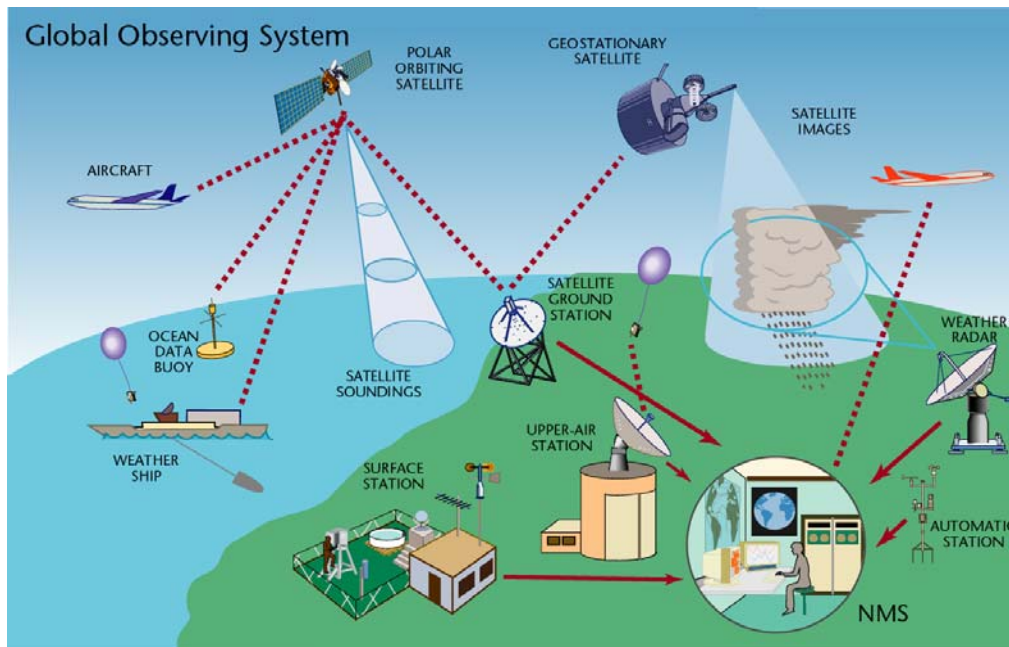 Global Observing System
POLAR
ORBITING
SATELLITE
GEOSTATIONARY
SATELLITE
SATELLITE
IMAGES
AIRCRAFT
OCEAN
DATA
BUOY
SATELLITE
SOUNDINGS
SATELLITE
GROUND
STATION
WEATHER
RADAR
WEATHER
SHIP
UPPER-AIR
STATION
SURFACE
STATION
AUTOMATIC
STATION
NMS